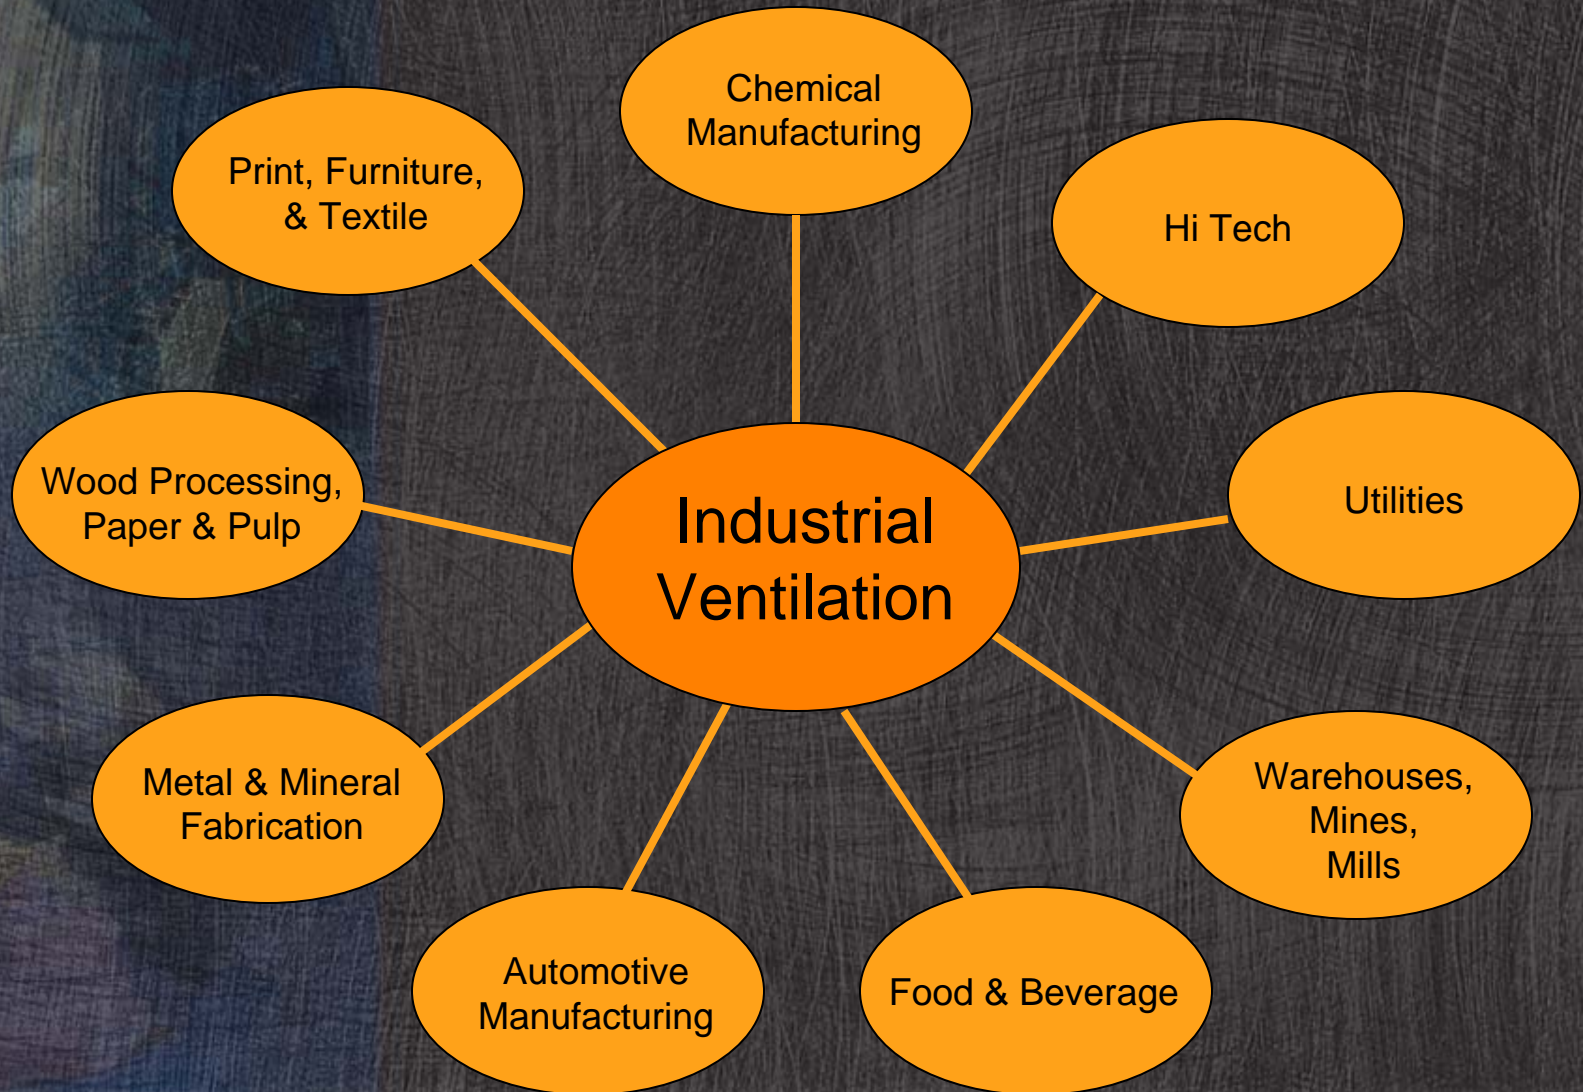 Chemical
Manufacturing
Print, Furniture,
& Textile
Hi Tech
Wood Processing,
Paper & Pulp
Industrial
Ventilation
Utilities
Metal & Mineral
Fabrication
Warehouses,
Mines,
Mills
Automotive
Manufacturing
Food & Beverage